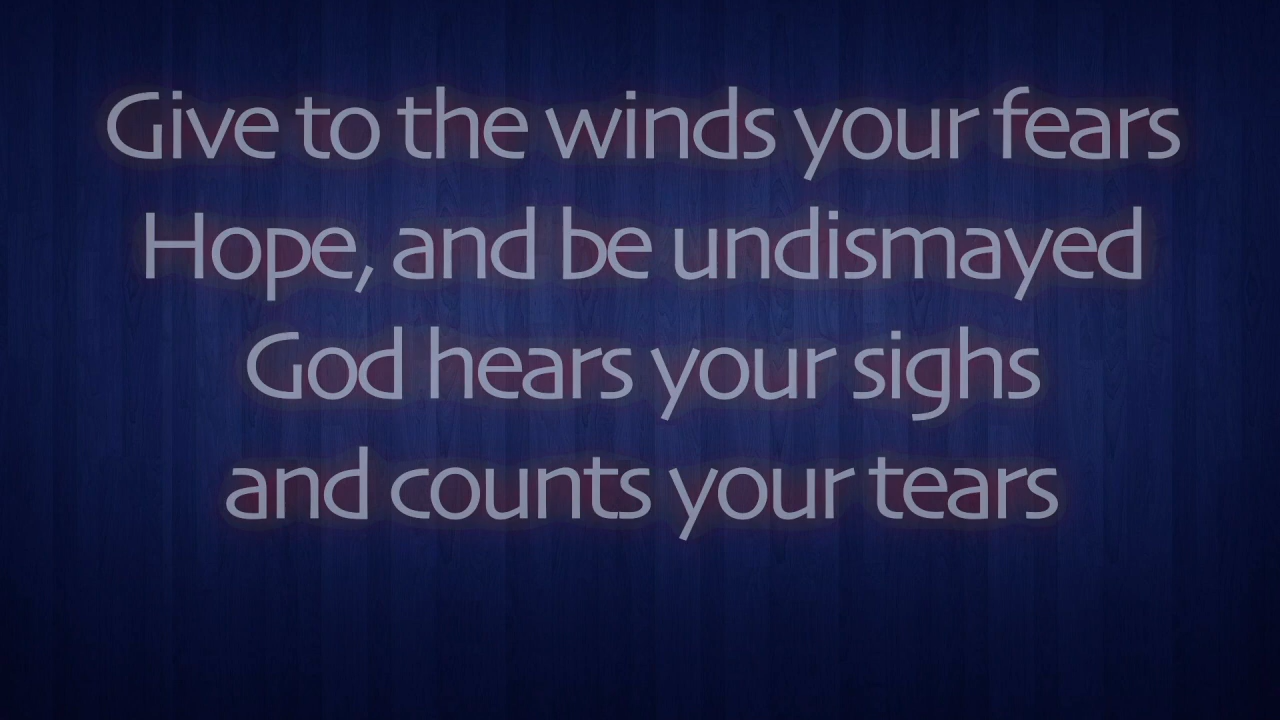 Give to the winds your fears
Hope, and be undismayed
God hears your sighs
and counts your tears